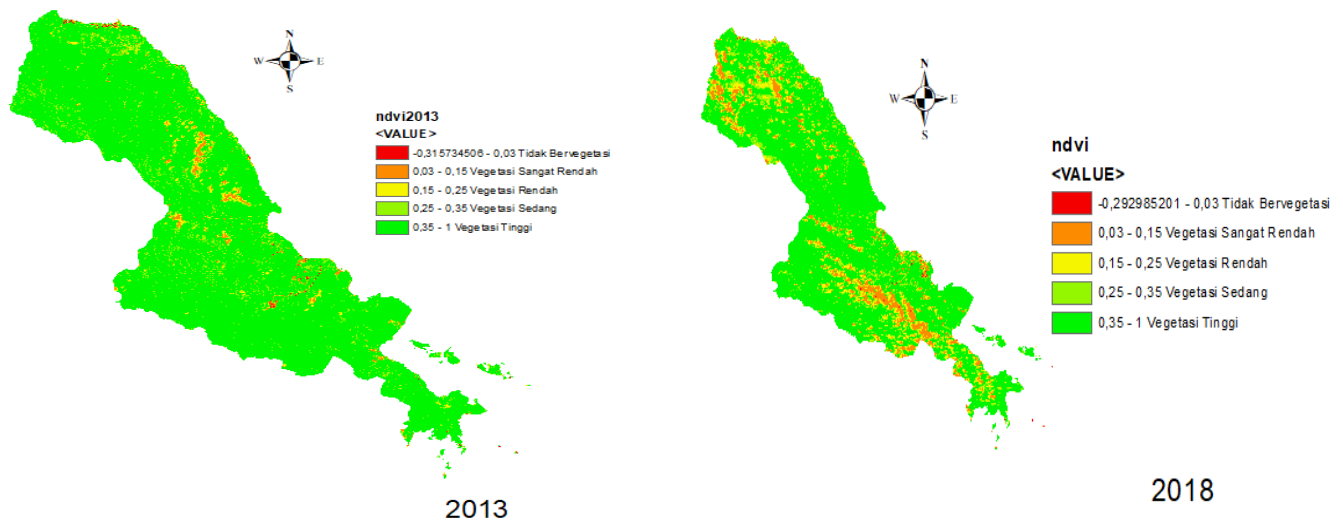 N
W E
S
ndvi2013
<VALUE>
-0,315734506 - 0,03 Tidak Bervegetasi
0,03 - 0,15 Vegetasi Sangat Rendah
0,15 - 0,25 Vegetasi Rendah
0,25 - 0,35 Vegetasi Sedang
0,35 - 1 Vegetasi Tinggi
2013
N
W E
S
ndvi
<VALUE>
-0,292985201 - 0,03 Tidak Bervegetasi
0,03 - 0,15 Vegetasi Sangat Rendah
0,15 - 0,25 Vegetasi Rendah
0,25 - 0,35 Vegetasi Sedang
0,35 - 1 Vegetasi Tinggi
2018